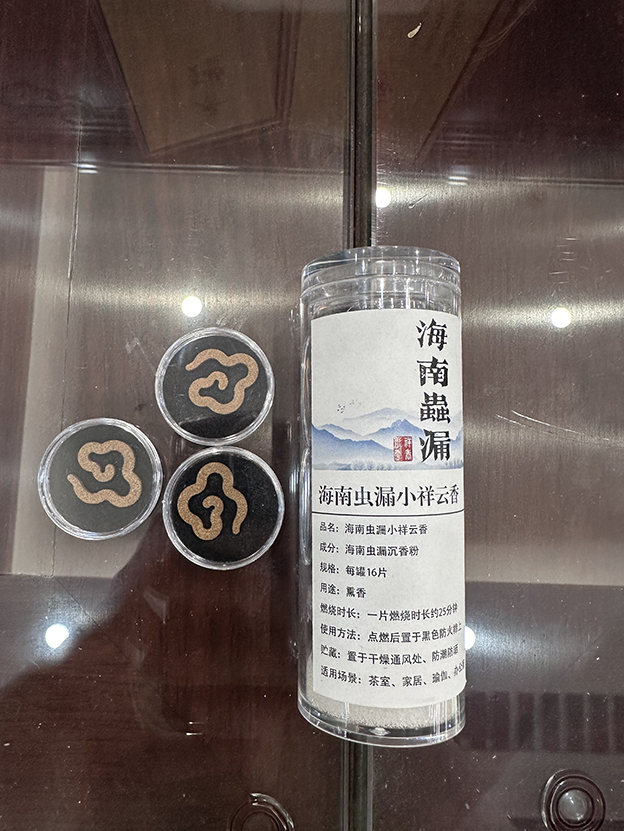 海南蟲漏
海南虫漏小祥云香
品名：海南虫漏小祥云香
成分：海南虫漏沉香粉
规格：每罐16片
用途：熏香
燃烧时长：一片燃烧时长约25分钟
使用方法：点燃后置于黑色防火棉上
贮藏：置于干燥通风处、防潮防晒
适用场景：茶室、家居、瑜伽、办公